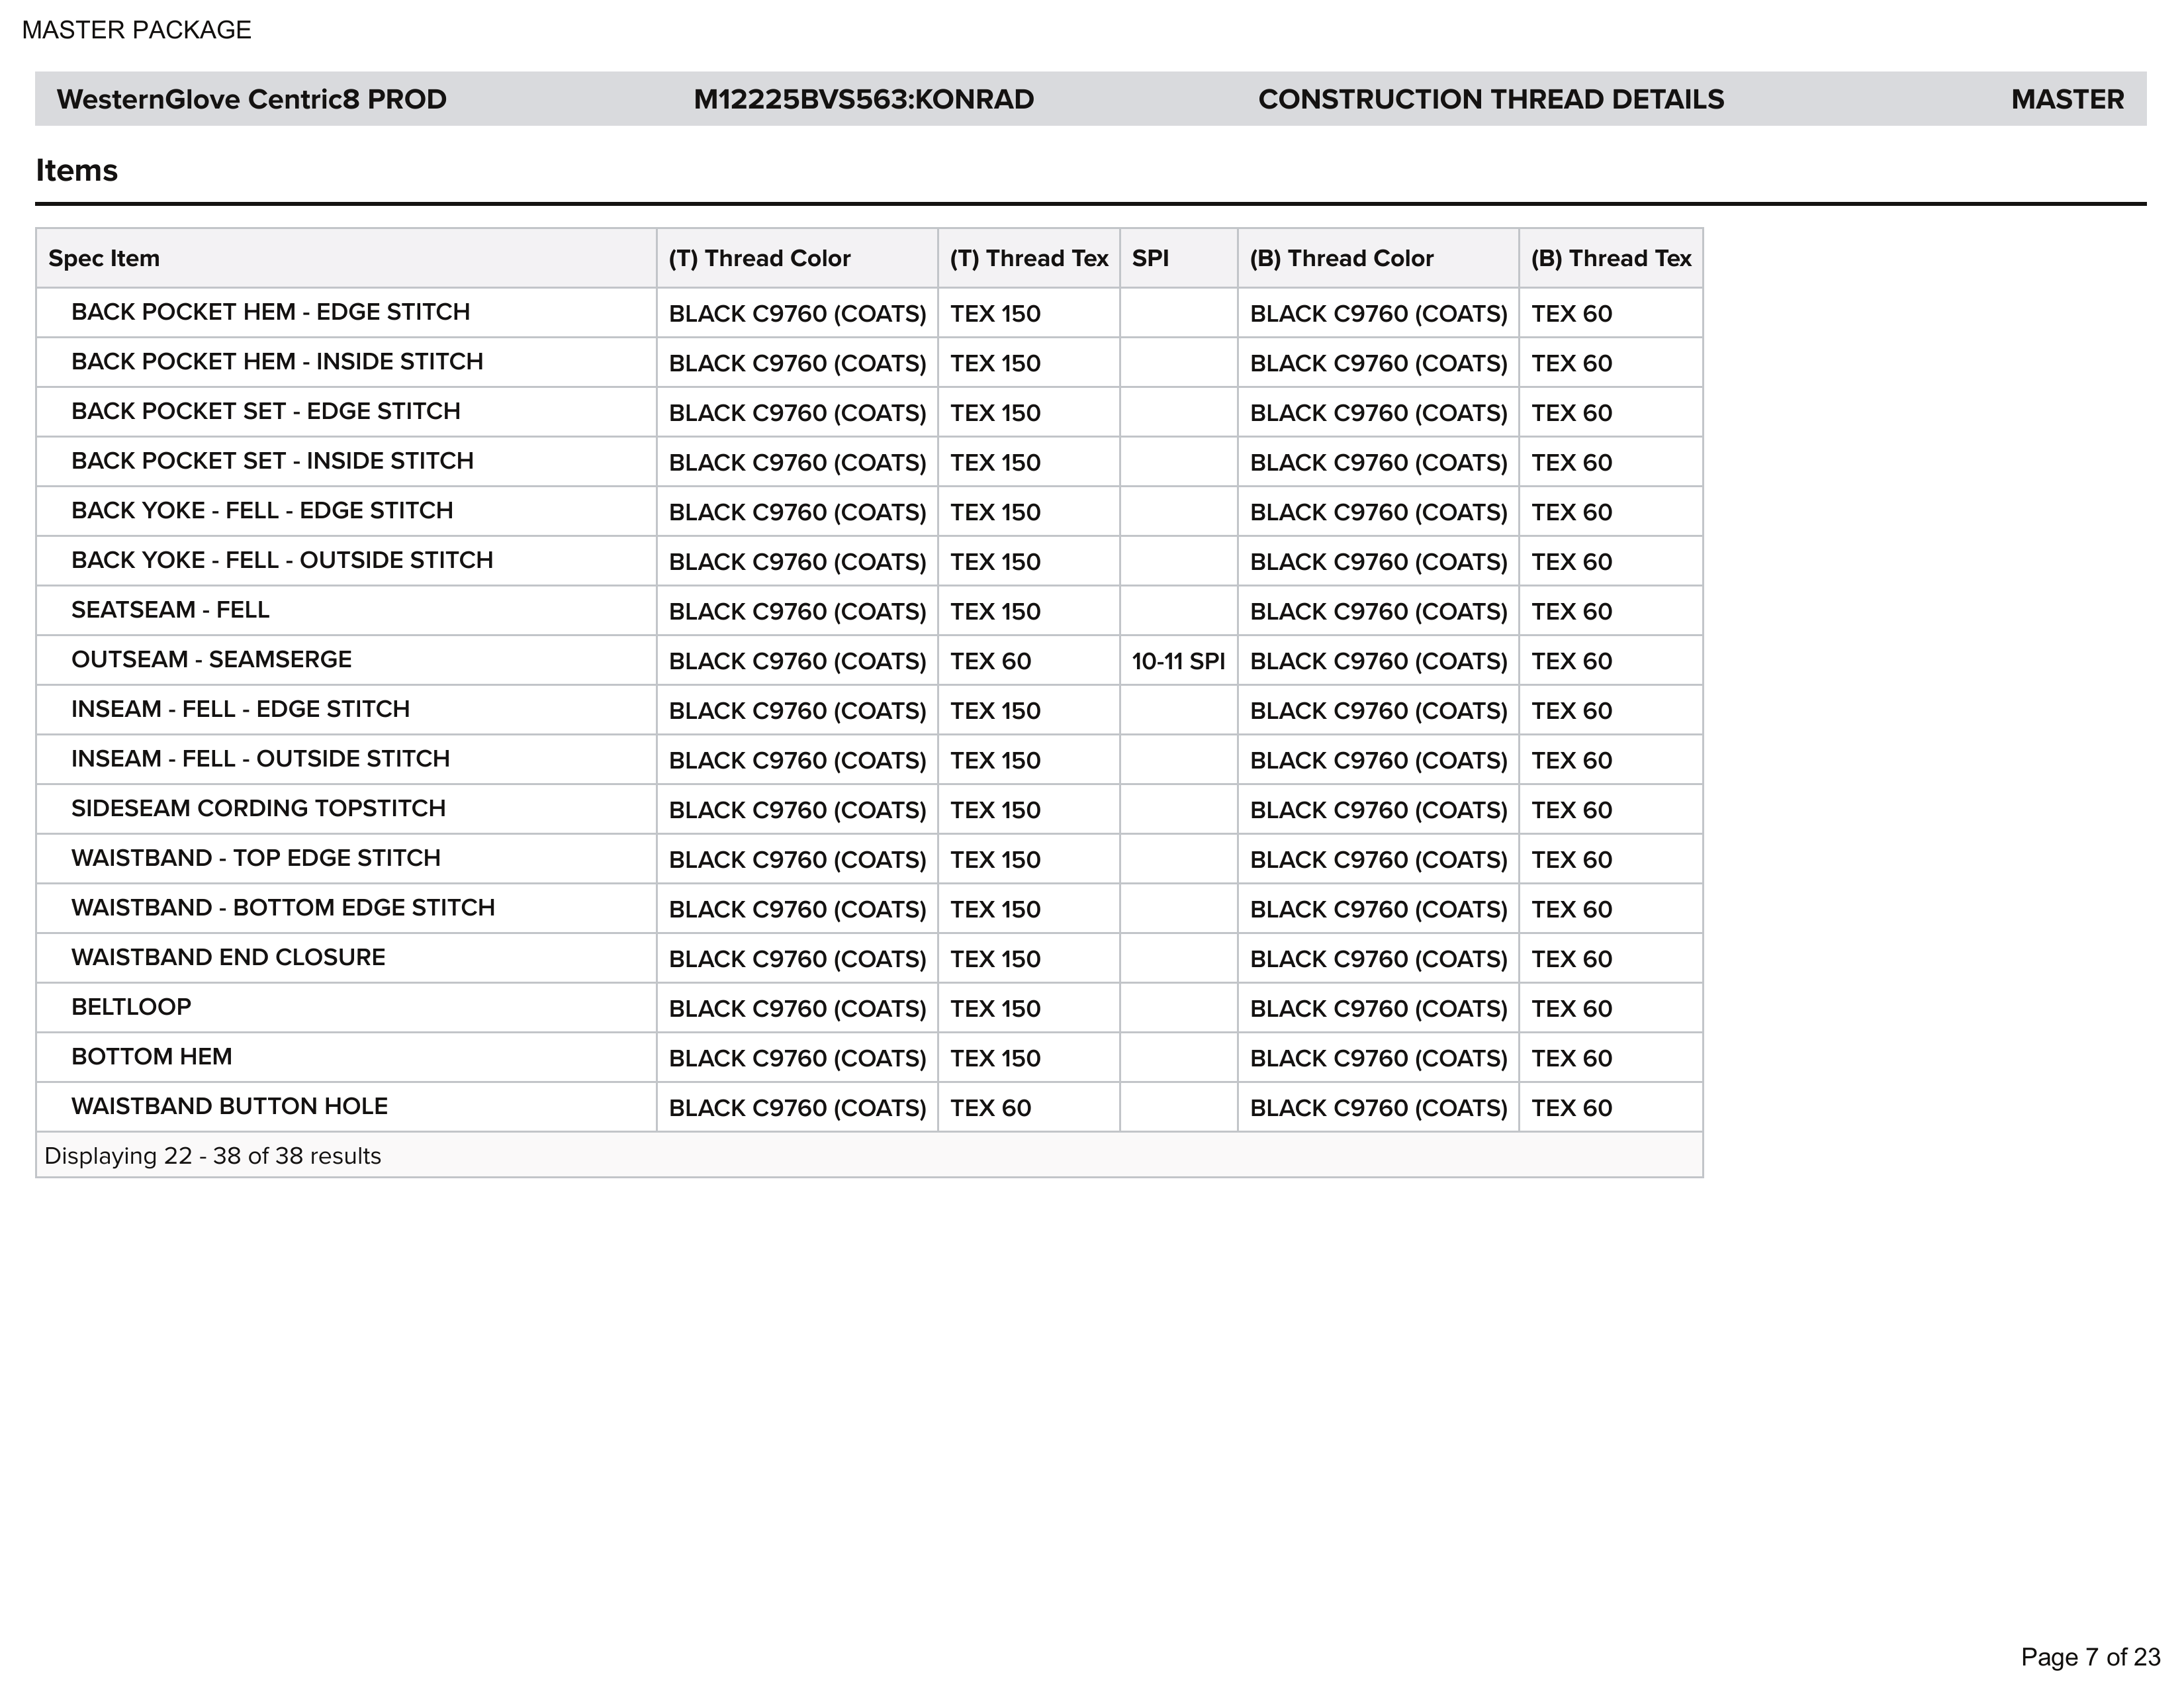 MASTER PACKAGE
WesternGlove Centric8 PROD M12225BVS563:KONRAD CONSTRUCTION THREAD DETAILS MASTER
Items
Spec Item (T) Thread Color (T) Thread Tex SPI (B) Thread Color (B) Thread Tex
BACK POCKET HEM - EDGE STITCH BLACK C9760 (COATS) TEX 150 BLACK C9760 (COATS) TEX 60
BACK POCKET HEM - INSIDE STITCH BLACK C9760 (COATS) TEX 150 BLACK C9760 (COATS) TEX 60
BACK POCKET SET - EDGE STITCH BLACK C9760 (COATS) TEX 150 BLACK C9760 (COATS) TEX 60
BACK POCKET SET - INSIDE STITCH BLACK C9760 (COATS) TEX 150 BLACK C9760 (COATS) TEX 60
BACK YOKE - FELL - EDGE STITCH BLACK C9760 (COATS) TEX 150 BLACK C9760 (COATS) TEX 60
BACK YOKE - FELL - OUTSIDE STITCH BLACK C9760 (COATS) TEX 150 BLACK C9760 (COATS) TEX 60
SEATSEAM - FELL BLACK C9760 (COATS) TEX 150 BLACK C9760 (COATS) TEX 60
OUTSEAM - SEAMSERGE BLACK C9760 (COATS) TEX 60 10-11 SPI BLACK C9760 (COATS) TEX 60
INSEAM - FELL - EDGE STITCH BLACK C9760 (COATS) TEX 150 BLACK C9760 (COATS) TEX 60
INSEAM - FELL - OUTSIDE STITCH BLACK C9760 (COATS) TEX 150 BLACK C9760 (COATS) TEX 60
SIDESEAM CORDING TOPSTITCH BLACK C9760 (COATS) TEX 150 BLACK C9760 (COATS) TEX 60
WAISTBAND - TOP EDGE STITCH BLACK C9760 (COATS) TEX 150 BLACK C9760 (COATS) TEX 60
WAISTBAND - BOTTOM EDGE STITCH BLACK C9760 (COATS) TEX 150 BLACK C9760 (COATS) TEX 60
WAISTBAND END CLOSURE BLACK C9760 (COATS) TEX 150 BLACK C9760 (COATS) TEX 60
BELTLOOP BLACK C9760 (COATS) TEX 150 BLACK C9760 (COATS) TEX 60
BOTTOM HEM BLACK C9760 (COATS) TEX 150 BLACK C9760 (COATS) TEX 60
WAISTBAND BUTTON HOLE BLACK C9760 (COATS) TEX 60 BLACK C9760 (COATS) TEX 60
Displaying 22 - 38 of 38 results
Page 7 of 23